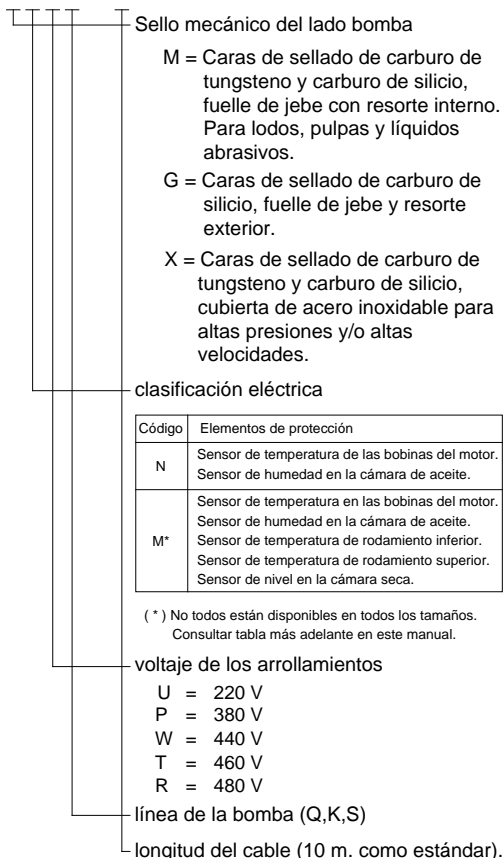 Sello mecánico del lado bomba
M = Caras de sellado de carburo de
tungsteno y carburo de silicio,
fuelle de jebe con resorte interno.
Para lodos, pulpas y líquidos
abrasivos.
G = Caras de sellado de carburo de
silicio, fuelle de jebe y resorte
exterior.
X = Caras de sellado de carburo de
tungsteno y carburo de silicio,
cubierta de acero inoxidable para
altas presiones y/o altas
velocidades.
clasificación eléctrica
Código Elementos de protección
N
Sensor de temperatura de las bobinas del motor.
Sensor de humedad en la cámara de aceite.
M*
Sensor de temperatura en las bobinas del motor.
Sensor de humedad en la cámara de aceite.
Sensor de temperatura de rodamiento inferior.
Sensor de temperatura de rodamiento superior.
Sensor de nivel en la cámara seca.
( * ) No todos están disponibles en todos los tamaños.
Consultar tabla más adelante en este manual.
voltaje de los arrollamientos
U = 220 V
P = 380 V
W = 440 V
T = 460 V
R = 480 V
línea de la bomba (Q,K,S)
longitud del cable (10 m. como estándar).